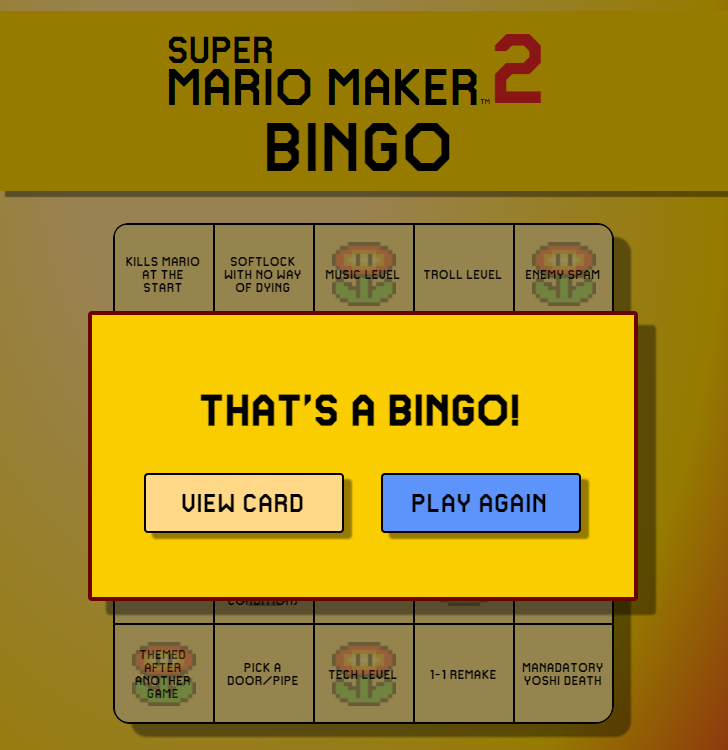 SUPER
MARIO MAKER™ 2
BINGO
KILLS MARIO
AT THE
START
SOFTLOCK
WITH NO WAY
OF DYING
MUSIC LEVEL
TROLL LEVEL
ENEMY SPAM
THAT'S A BINGO!
VIEW CARD
PLAY AGAIN
THEMED
AFTER
ANOTHER
GAME
PICK A
DOOR/PIPE
TECH LEVEL
1-1 REMAKE
MANADATORY
YOSHI DEATH